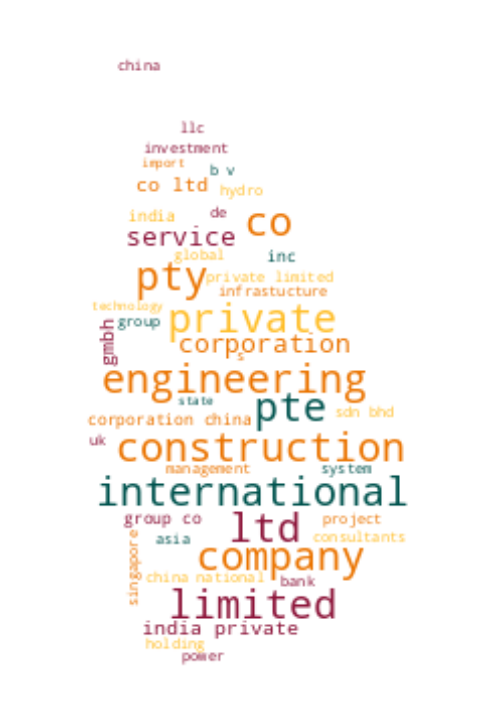 china
llc
investment
import
b v
co ltd
hydro
india
de
co
service
global
inc
pty
private limited
infrastucture
technology
group
private
gmbh
corporation
s
engineering
state
pte
sdn bhd
corporation china
uk
construction
management
system
international
group co
ltd
project
asia
consultants
singapore
company
china national
bank
limited
india private
holding
power